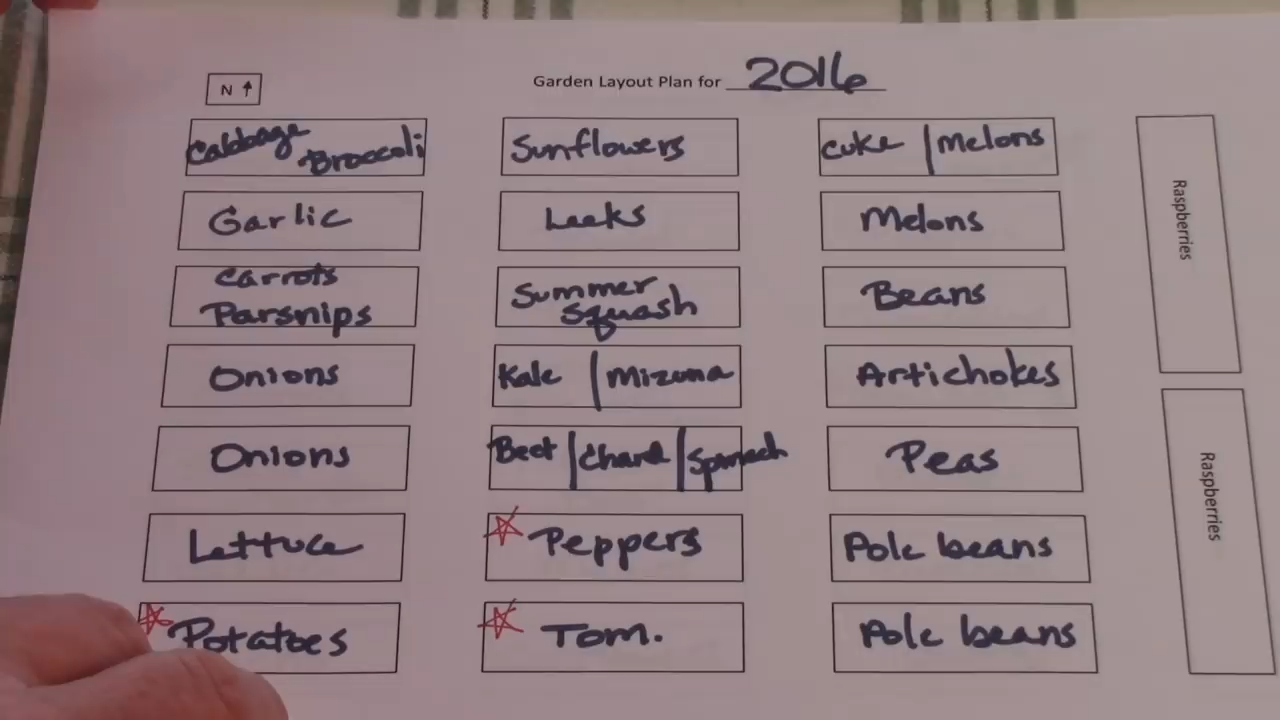 N
Garden Layout Plan for 2016
Cabbage
Broccoli
Sunflowers
Cuke | Melons
Garlic
Leeks
Melons
Carrots
Parsnips
Summer
Squash
Beans
Onions
Kale | Mizuna
Artichokes
Onions
Beet | Chard | Spinach
Peas
Lettuce
Peppers
Pole beans
Potatoes
Tom.
Pole beans
Raspberries
Raspberries